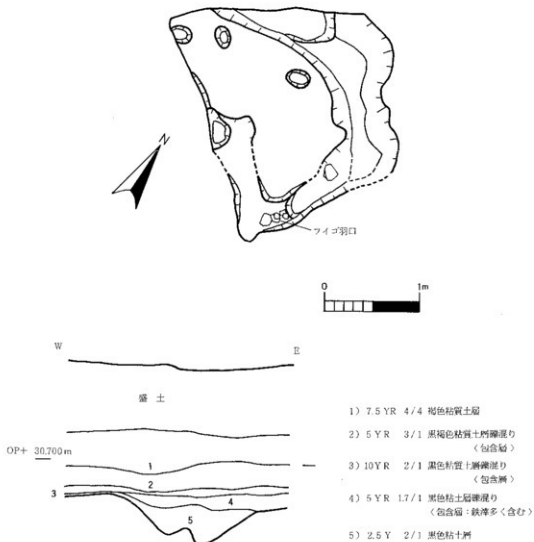 N
フイゴ羽口
0 1m
W E
盛土
OP+ 30.700m
1
2
3
4
5
1) 7.5YR 4/4 褐色粘質土層
2) 5YR 3/1 黒褐色粘質土層礫混り
(包含層)
3) 10YR 2/1 黒色粘質土層礫混り
(包含層)
4) 5YR 1.7/1 黒色粘土層礫混り
(包含層:鉄滓多く含む)
5) 2.5Y 2/1 黒色粘土層